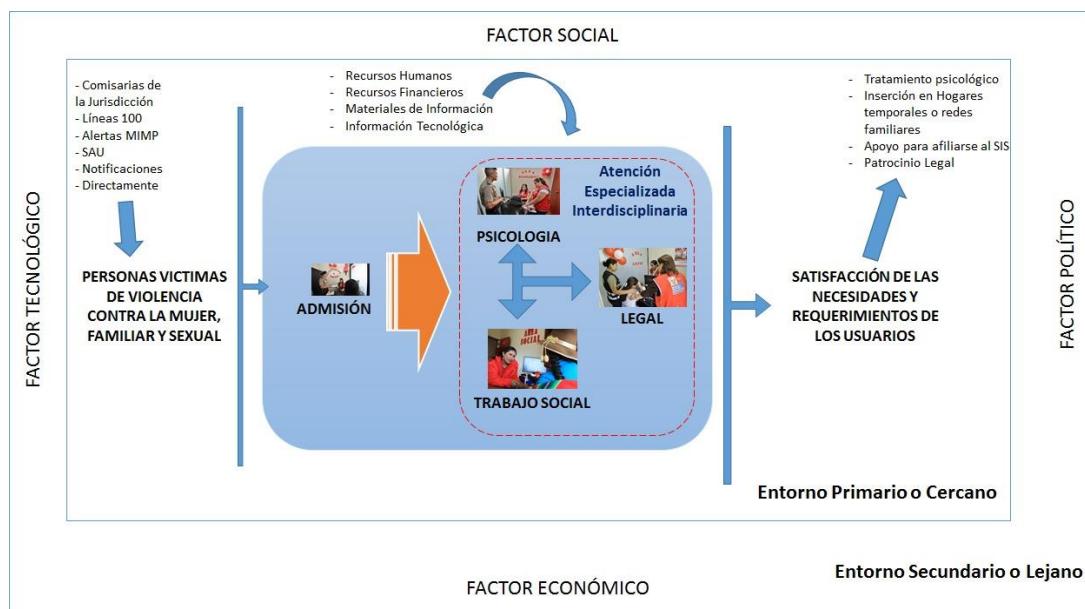 FACTOR SOCIAL
FACTOR TECNOLÓGICO
- Comisarias de
la Jurisdicción
- Líneas 100
- Alertas MIMP
- SAU
- Notificaciones
- Directamente
PERSONAS VICTIMAS
DE VIOLENCIA
CONTRA LA MUJER,
FAMILIAR Y SEXUAL
- Recursos Humanos
- Recursos Financieros
- Materiales de Información
- Información Tecnológica
ADMISIÓN
Atención
Especializada
Interdisciplinaria
PSICOLOGIA
LEGAL
AREA
SOCIAL
TRABAJO SOCIAL
- Tratamiento psicológico
- Inserción en Hogares
temporales o redes
familiares
- Apoyo para afiliarse al SIS
- Patrocinio Legal
SATISFACCIÓN DE LAS
NECESIDADES Y
REQUERIMIENTOS DE
LOS USUARIOS
FACTOR POLÍTICO
Entorno Primario o Cercano
Entorno Secundario o Lejano
FACTOR ECONÓMICO